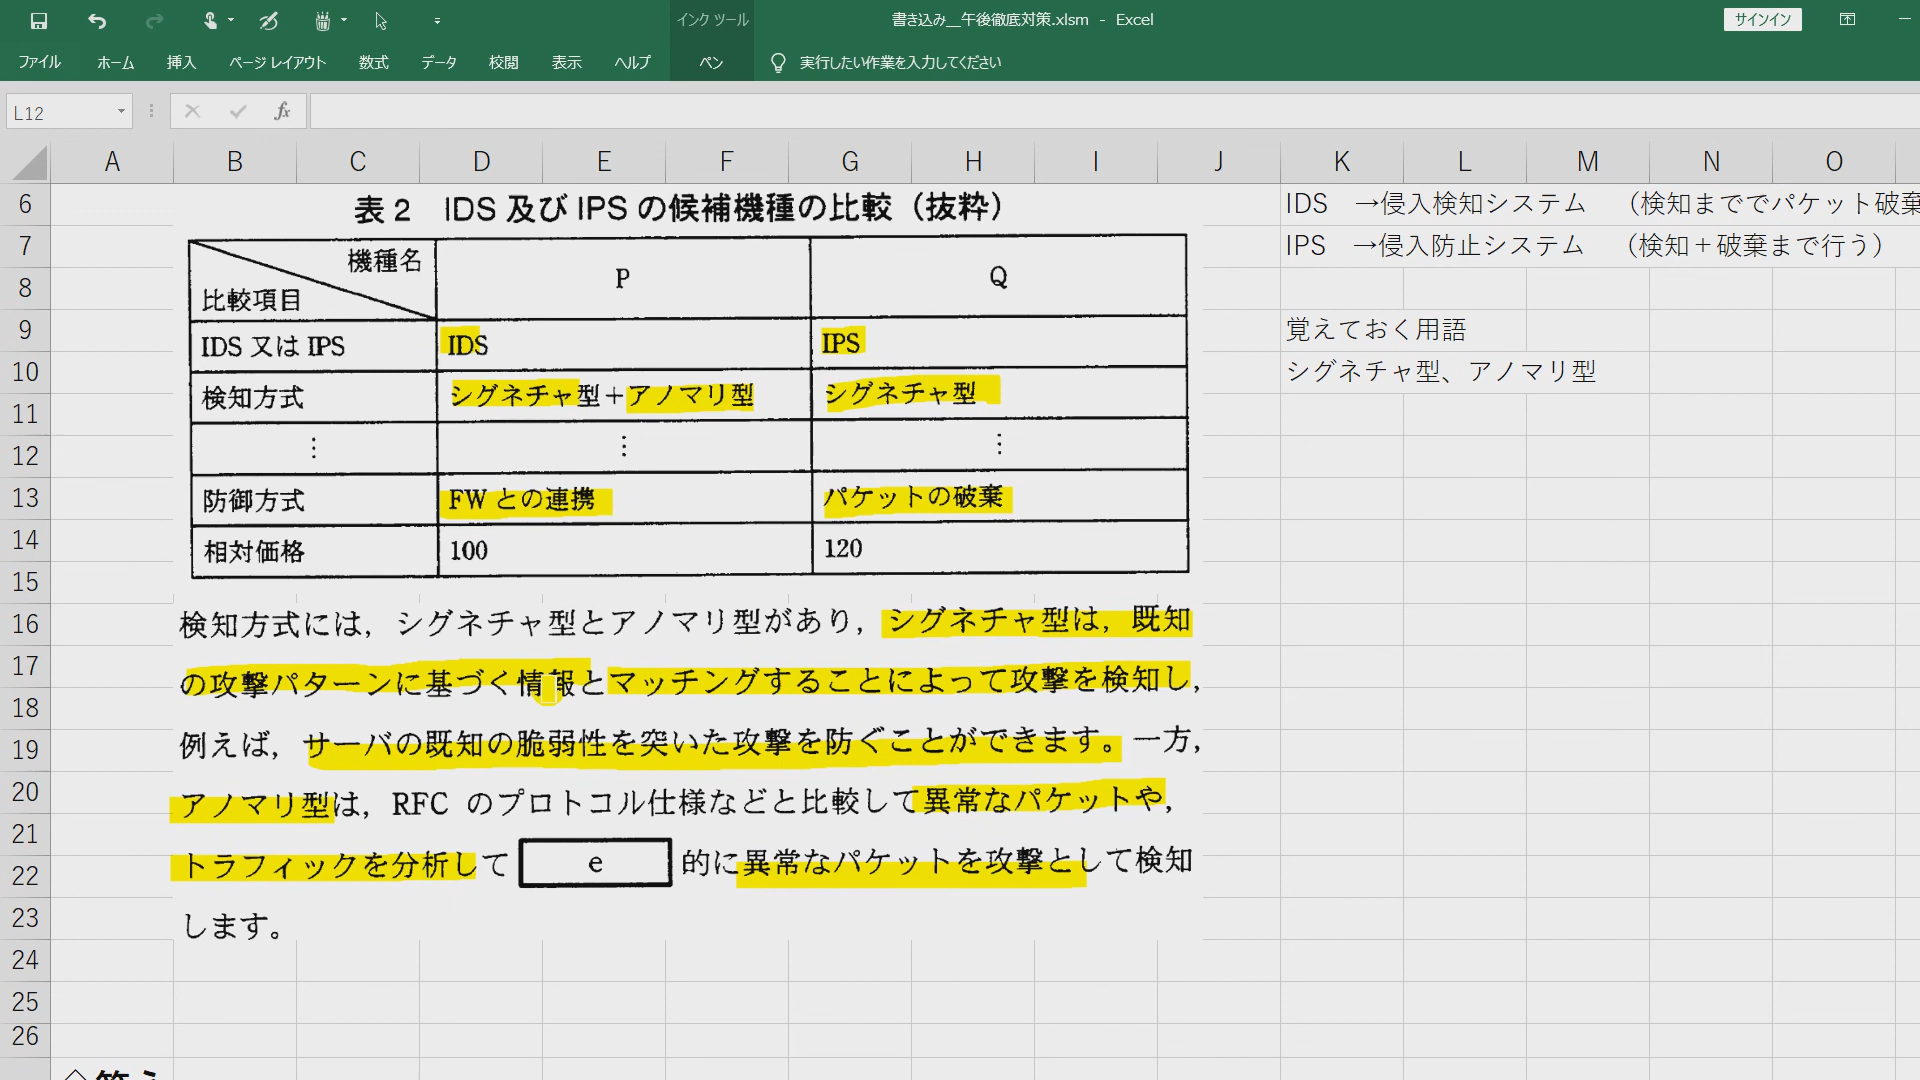 インク ツール
書き込み__午後徹底対策.xlsm - Excel
サインイン
ファイル ホーム 挿入 ページ レイアウト 数式 データ 校閲 表示 ヘルプ ペン 実行したい作業を入力してください
L12
fx
A B C D E F G H I J K L M N O
6
7
8
9
10
11
12
13
14
15
16
17
18
19
20
21
22
23
24
25
26
表2 IDS 及び IPS の候補機種の比較（抜粋）
機種名
比較項目
P
Q
IDS 又は IPS
IDS
IPS
検知方式
シグネチャ型＋アノマリ型
シグネチャ型
⋮ ⋮ ⋮
防御方式
FW との連携
パケットの破棄
相対価格
100
120
検知方式には，シグネチャ型とアノマリ型があり，シグネチャ型は，既知
の攻撃パターンに基づく情報とマッチングすることによって攻撃を検知し，
例えば，サーバの既知の脆弱性を突いた攻撃を防ぐことができます。一方，
アノマリ型は，RFC のプロトコル仕様などと比較して異常なパケットや，
トラフィックを分析して e 的に異常なパケットを攻撃として検知
します。
IDS →侵入検知システム （検知まででパケット破棄
IPS →侵入防止システム （検知＋破棄まで行う）
覚えておく用語
シグネチャ型、アノマリ型